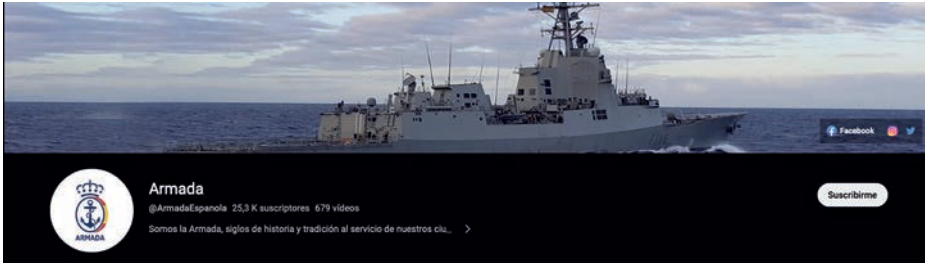 Facebook
Armada
@ArmadaEspanola 25,3 K suscriptores 679 vídeos
Somos la Armada, siglos de historia y tradición al servicio de nuestros ciu...
Suscribirme
ARMADA